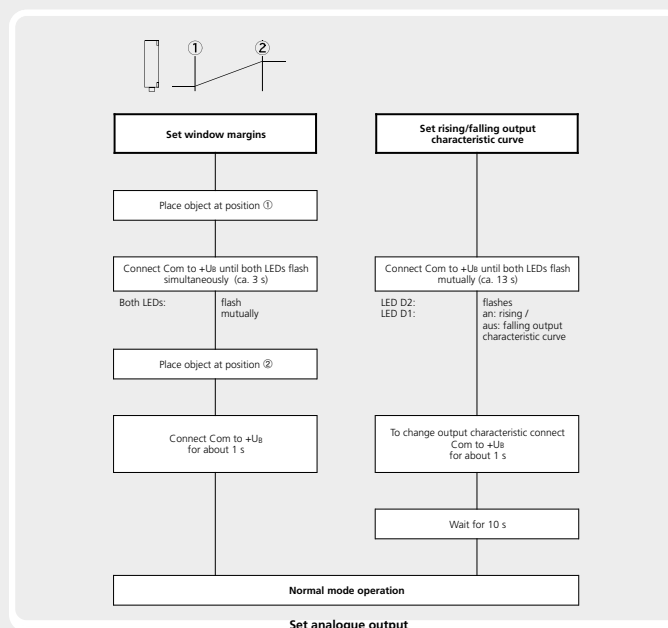 ① ②
Set window margins
Place object at position ①
Connect Com to +UB until both LEDs flash
simultaneously (ca. 3 s)
Both LEDs: flash
mutually
Place object at position ②
Connect Com to +UB
for about 1 s
Set rising/falling output
characteristic curve
Connect Com to +UB until both LEDs flash
mutually (ca. 13 s)
LED D2: flashes
LED D1: an: rising /
aus: falling output
characteristic curve
To change output characteristic connect
Com to +UB
for about 1 s
Wait for 10 s
Normal mode operation
Set analogue output